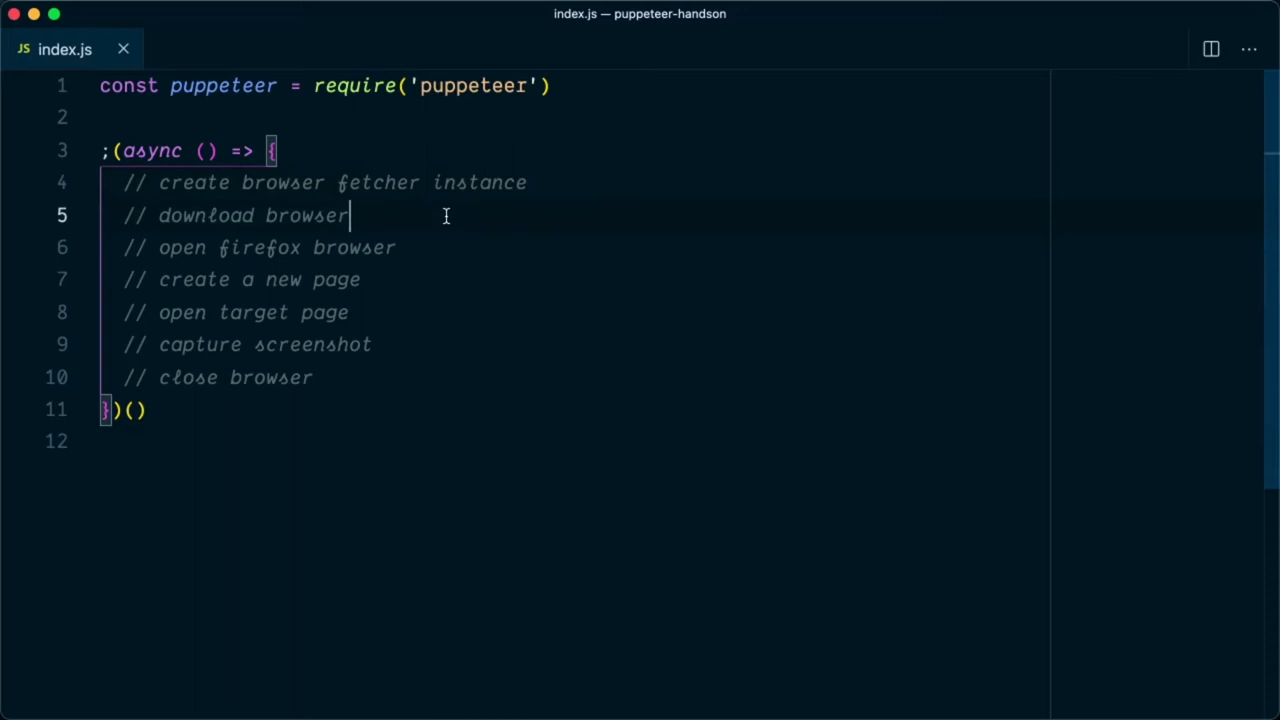 index.js — puppeteer-handson
JS index.js
1 const puppeteer = require('puppeteer')
2
3 ;(async () => {
4 // create browser fetcher instance
5 // download browser
6 // open firefox browser
7 // create a new page
8 // open target page
9 // capture screenshot
10 // close browser
11 })()
12